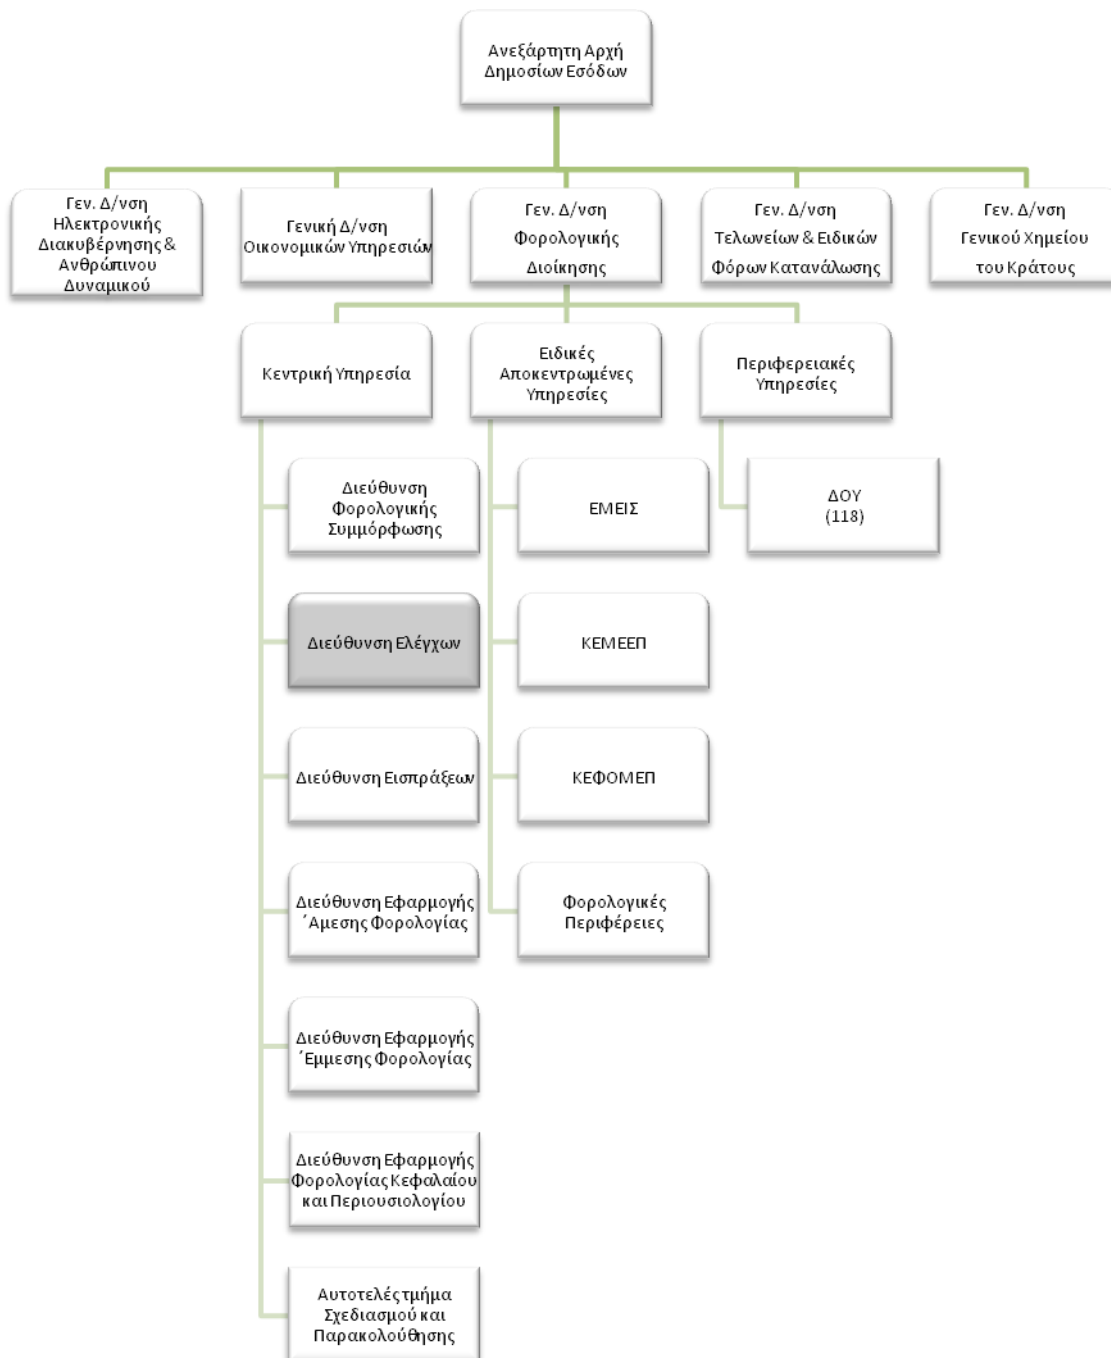 Ανεξάρτητη Αρχή
Δημοσίων Εσόδων
Γεν. Δ/νση
Ηλεκτρονικής
Διακυβέρνησης &
Ανθρώπινου
Δυναμικού
Γενική Δ/νση
Οικονομικών Υπηρεσιών
Γεν. Δ/νση
Φορολογικής
Διοίκησης
Γεν. Δ/νση
Τελωνείων & Ειδικών
Φόρων Κατανάλωσης
Γεν. Δ/νση
Γενικού Χημείου
του Κράτους
Κεντρική Υπηρεσία
Ειδικές
Αποκεντρωμένες
Υπηρεσίες
Περιφερειακές
Υπηρεσίες
Διεύθυνση
Φορολογικής
Συμμόρφωσης
ΕΜΕΙΣ
ΔΟΥ
(118)
Διεύθυνση Ελέγχων
ΚΕΜΕΕΠ
Διεύθυνση Εισπράξεων
ΚΕΦΟΜΕΠ
Διεύθυνση Εφαρμογής
΄Αμεσης Φορολογίας
Φορολογικές
Περιφέρειες
Διεύθυνση Εφαρμογής
΄Εμμεσης Φορολογίας
Διεύθυνση Εφαρμογής
Φορολογίας Κεφαλαίου
και Περιουσιολογίου
Αυτοτελές τμήμα
Σχεδιασμού και
Παρακολούθησης